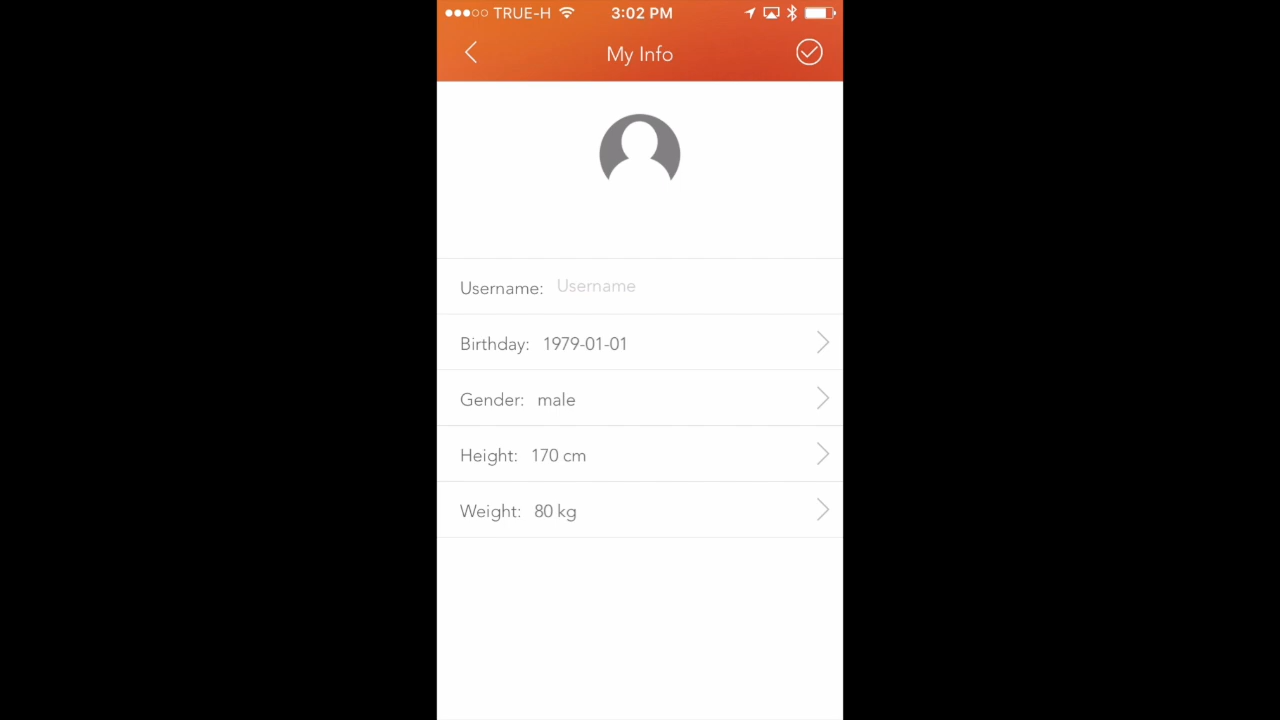 TRUE-H 3:02 PM
My Info
Username: Username
Birthday: 1979-01-01
Gender: male
Height: 170 cm
Weight: 80 kg